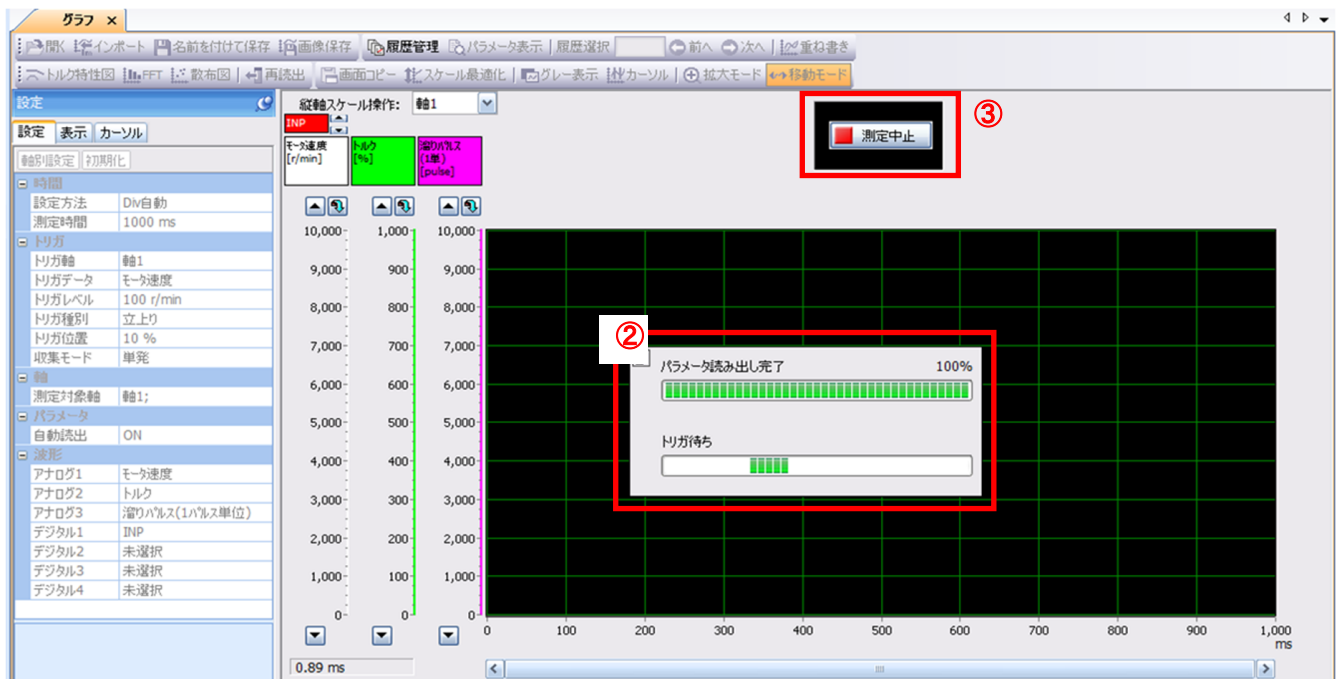 グラフ ×
開く インポート 名前を付けて保存 画像保存 履歴管理 パラメータ表示 履歴選択 前へ 次へ 重ね書き
トルク特性図 FFT 散布図 再読出 画面コピー スケール最適化 グレー表示 カーソル 拡大モード 移動モード
設定
設定 表示 カーソル
軸別設定 初期化
時間
設定方法 Div自動
測定時間 1000 ms
トリガ
トリガ軸 軸1
トリガデータ モータ速度
トリガレベル 100 r/min
トリガ種別 立上り
トリガ位置 10 %
収集モード 単発
軸
測定対象軸 軸1;
パラメータ
自動読出 ON
波形
アナログ1 モータ速度
アナログ2 トルク
アナログ3 溜りパルス(1パルス単位)
デジタル1 INP
デジタル2 未選択
デジタル3 未選択
デジタル4 未選択
縦軸スケール操作: 軸1
INP
モータ速度 トルク 溜りパルス
[r/min] [%] (1単)
[pulse]
③
測定中止
10,000 1,000 10,000
9,000 900 9,000
8,000 800 8,000
7,000 700 7,000
6,000 600 6,000
5,000 500 5,000
4,000 400 4,000
3,000 300 3,000
2,000 200 2,000
1,000 100 1,000
0 0 0
②
パラメータ読み出し完了 100%
トリガ待ち
0 100 200 300 400 500 600 700 800 900 1,000
ms
0.89 ms